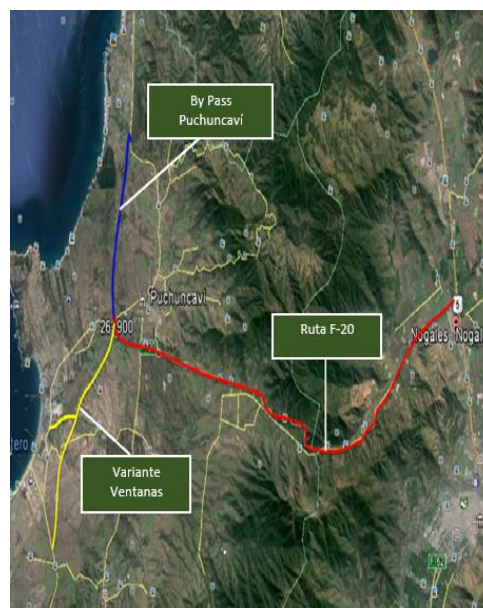 By Pass
Puchuncaví
Puchuncaví
26+900
Ruta F-20
5
Nogales
Nogal
Variante
Ventanas
tero